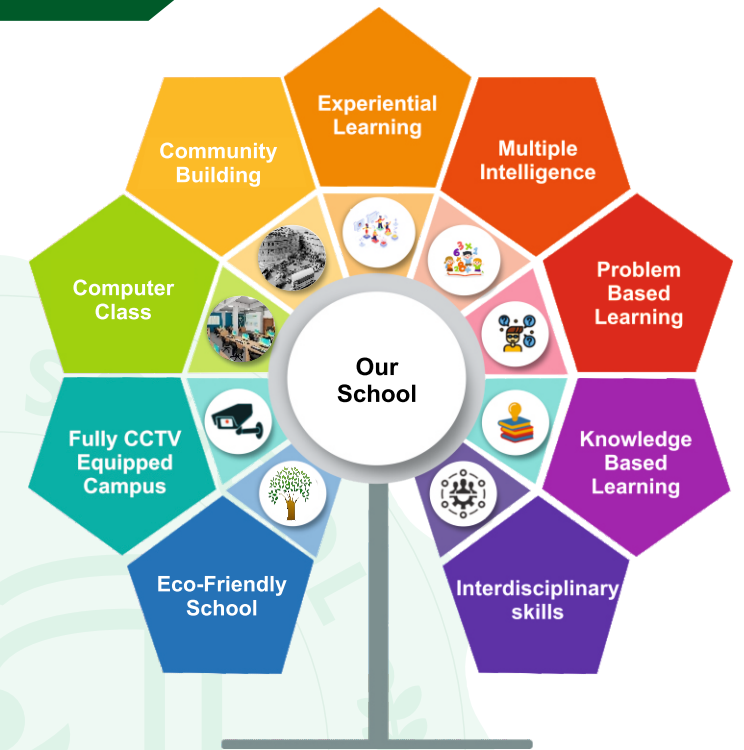 Experiential
Learning
Multiple
Intelligence
Problem
Based
Learning
Knowledge
Based
Learning
Interdisciplinary
skills
Eco-Friendly
School
Fully CCTV
Equipped
Campus
Computer
Class
Community
Building
Our
School